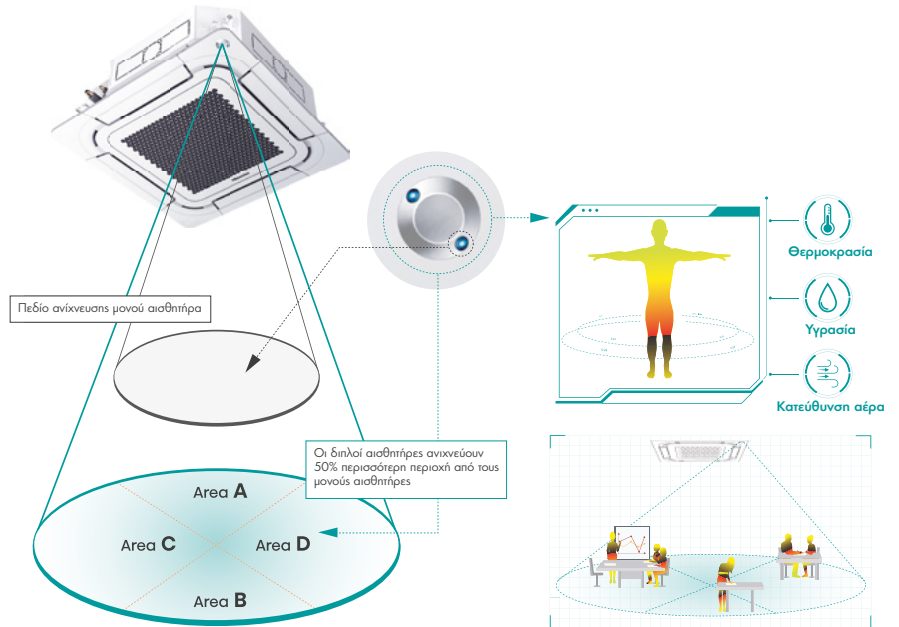 Πεδίο ανίχνευσης μονού αισθητήρα
Οι διπλοί αισθητήρες ανιχνεύουν
50% περισσότερη περιοχή από τους
μονούς αισθητήρες
Area A
Area C
Area D
Area B
Θερμοκρασία
Υγρασία
Κατεύθυνση αέρα